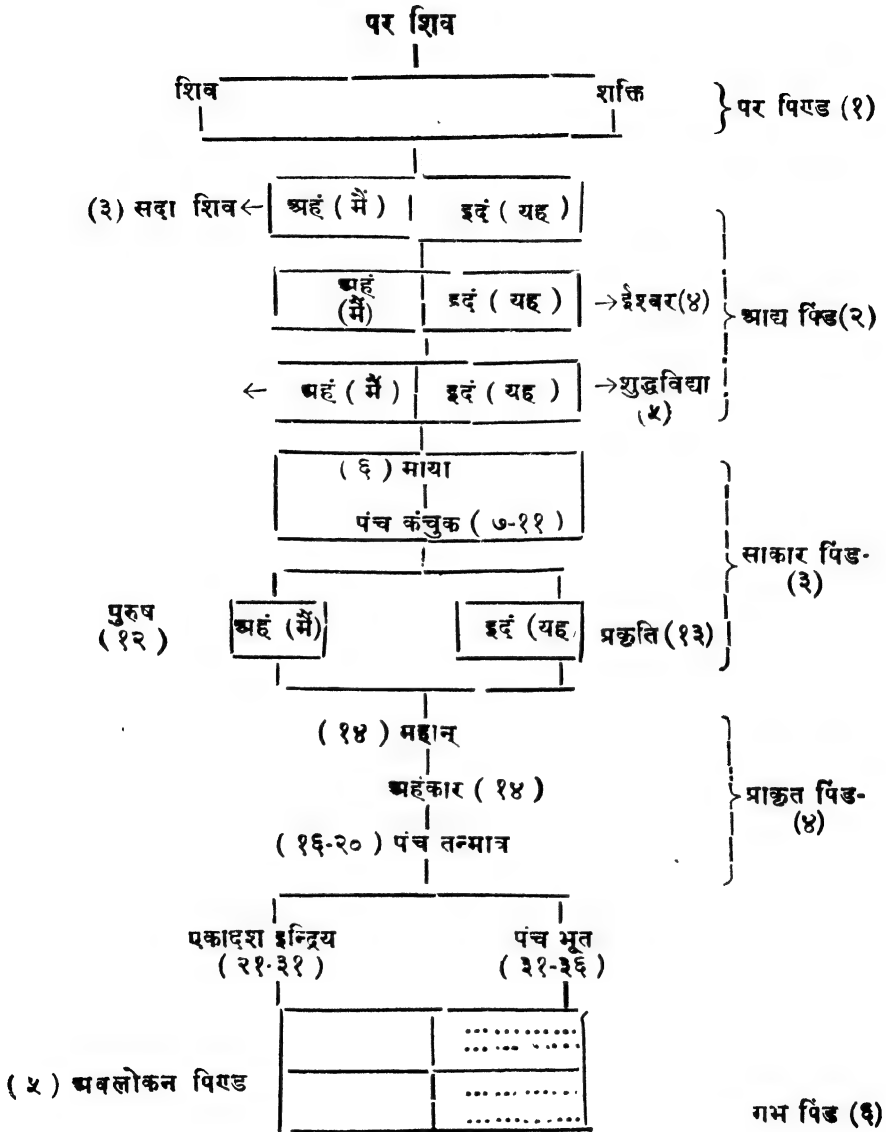 पर शिव
शिव शक्ति
पर पिण्ड (१)
(३) सदा शिव← अहं ( मैं ) इदं ( यह )
अहं
(मैं) इदं ( यह ) →ईश्वर(४)
आद्य पिंड(२)
← अहं ( मैं ) इदं ( यह ) →शुद्धविद्या
(५)
( ६ ) माया
पंच कंचुक ( ७-११ )
साकार पिंड-
(३)
पुरुष
( १२ ) अहं (मैं) इदं (यह प्रकृति (१३)
( १४ ) महान्
अहंकार ( १४ )
प्राकृत पिंड-
(४)
( १६-२० ) पंच तन्मात्र
एकादश इन्द्रिय पंच भूत
( २१-३१ ) ( ३१-३६ )
( ५ ) अवलोकन पिण्ड
गभ पिंड (६)